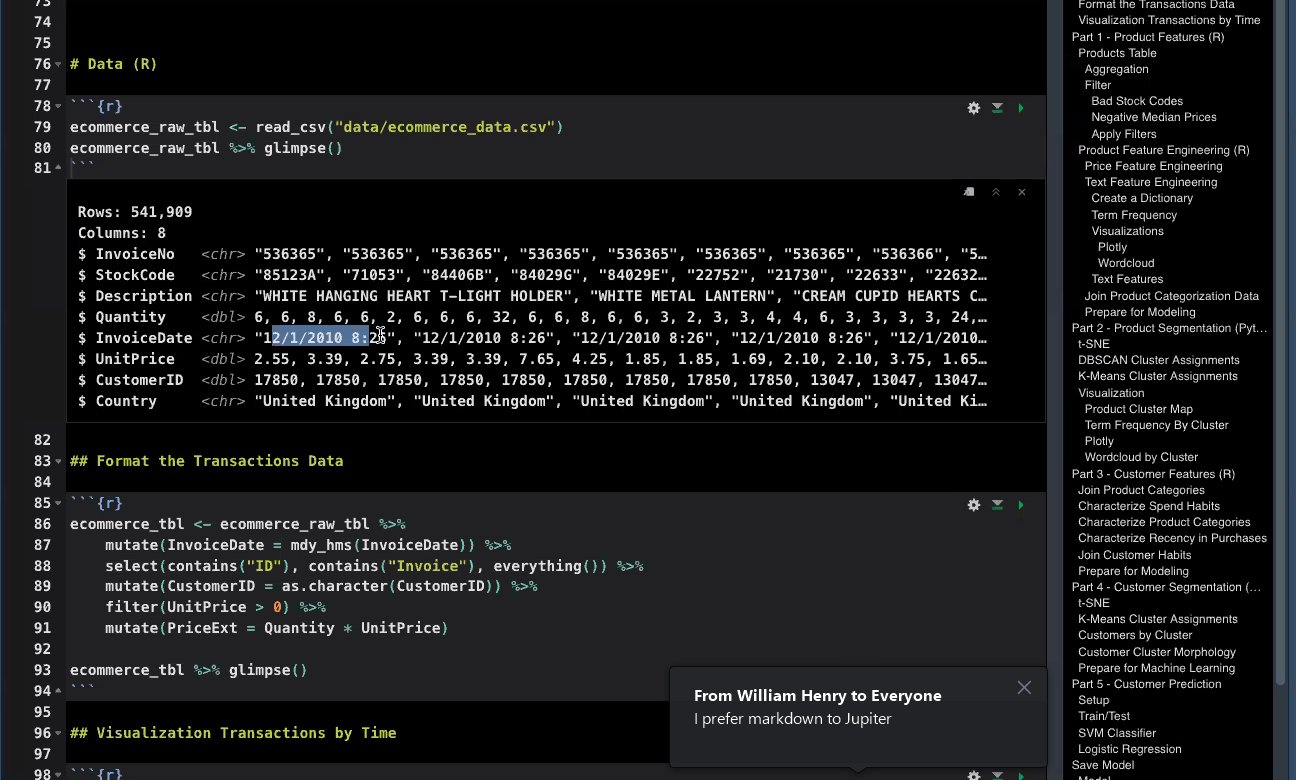 73
74
75
76 # Data (R)
77
78 ```{r}
79 ecommerce_raw_tbl <- read_csv("data/ecommerce_data.csv")
80 ecommerce_raw_tbl %>% glimpse()
81 ```
Rows: 541,909
Columns: 8
$ InvoiceNo <chr> "536365", "536365", "536365", "536365", "536365", "536365", "536365", "536366", "5…
$ StockCode <chr> "85123A", "71053", "84406B", "84029G", "84029E", "22752", "21730", "22633", "22632…
$ Description <chr> "WHITE HANGING HEART T-LIGHT HOLDER", "WHITE METAL LANTERN", "CREAM CUPID HEARTS C…
$ Quantity <dbl> 6, 6, 8, 6, 6, 2, 6, 6, 6, 32, 6, 6, 8, 6, 6, 3, 2, 3, 3, 4, 4, 6, 3, 3, 3, 3, 24,…
$ InvoiceDate <chr> "12/1/2010 8:26", "12/1/2010 8:26", "12/1/2010 8:26", "12/1/2010 8:26", "12/1/2010…
$ UnitPrice <dbl> 2.55, 3.39, 2.75, 3.39, 3.39, 7.65, 4.25, 1.85, 1.85, 1.69, 2.10, 2.10, 3.75, 1.65…
$ CustomerID <dbl> 17850, 17850, 17850, 17850, 17850, 17850, 17850, 17850, 17850, 13047, 13047, 13047…
$ Country <chr> "United Kingdom", "United Kingdom", "United Kingdom", "United Kingdom", "United Ki…
82
83 ## Format the Transactions Data
84
85 ```{r}
86 ecommerce_tbl <- ecommerce_raw_tbl %>%
87 mutate(InvoiceDate = mdy_hms(InvoiceDate)) %>%
88 select(contains("ID"), contains("Invoice"), everything()) %>%
89 mutate(CustomerID = as.character(CustomerID)) %>%
90 filter(UnitPrice > 0) %>%
91 mutate(PriceExt = Quantity * UnitPrice)
92
93 ecommerce_tbl %>% glimpse()
94 ```
95
96 ## Visualization Transactions by Time
97
98 ```{r}
From William Henry to Everyone
I prefer markdown to Jupiter
Format the Transactions Data
Visualization Transactions by Time
Part 1 - Product Features (R)
Products Table
Aggregation
Filter
Bad Stock Codes
Negative Median Prices
Apply Filters
Product Feature Engineering (R)
Price Feature Engineering
Text Feature Engineering
Create a Dictionary
Term Frequency
Visualizations
Plotly
Wordcloud
Text Features
Join Product Categorization Data
Prepare for Modeling
Part 2 - Product Segmentation (Pyt…
t-SNE
DBSCAN Cluster Assignments
K-Means Cluster Assignments
Visualization
Product Cluster Map
Term Frequency By Cluster
Plotly
Wordcloud by Cluster
Part 3 - Customer Features (R)
Join Product Categories
Characterize Spend Habits
Characterize Product Categories
Characterize Recency in Purchases
Join Customer Habits
Prepare for Modeling
Part 4 - Customer Segmentation (…
t-SNE
K-Means Cluster Assignments
Customers by Cluster
Customer Cluster Morphology
Prepare for Machine Learning
Part 5 - Customer Prediction
Setup
Train/Test
SVM Classifier
Logistic Regression
Save Model
Model